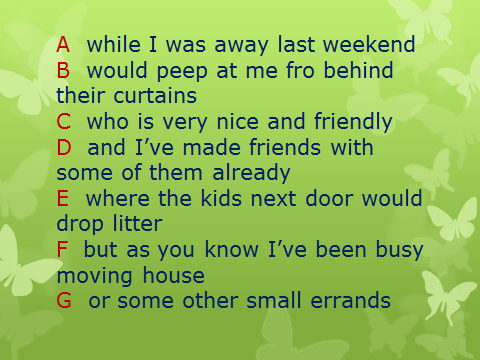 A while I was away last weekend
B would peep at me fro behind
their curtains
C who is very nice and friendly
D and I’ve made friends with
some of them already
E where the kids next door would
drop litter
F but as you know I’ve been busy
moving house
G or some other small errands